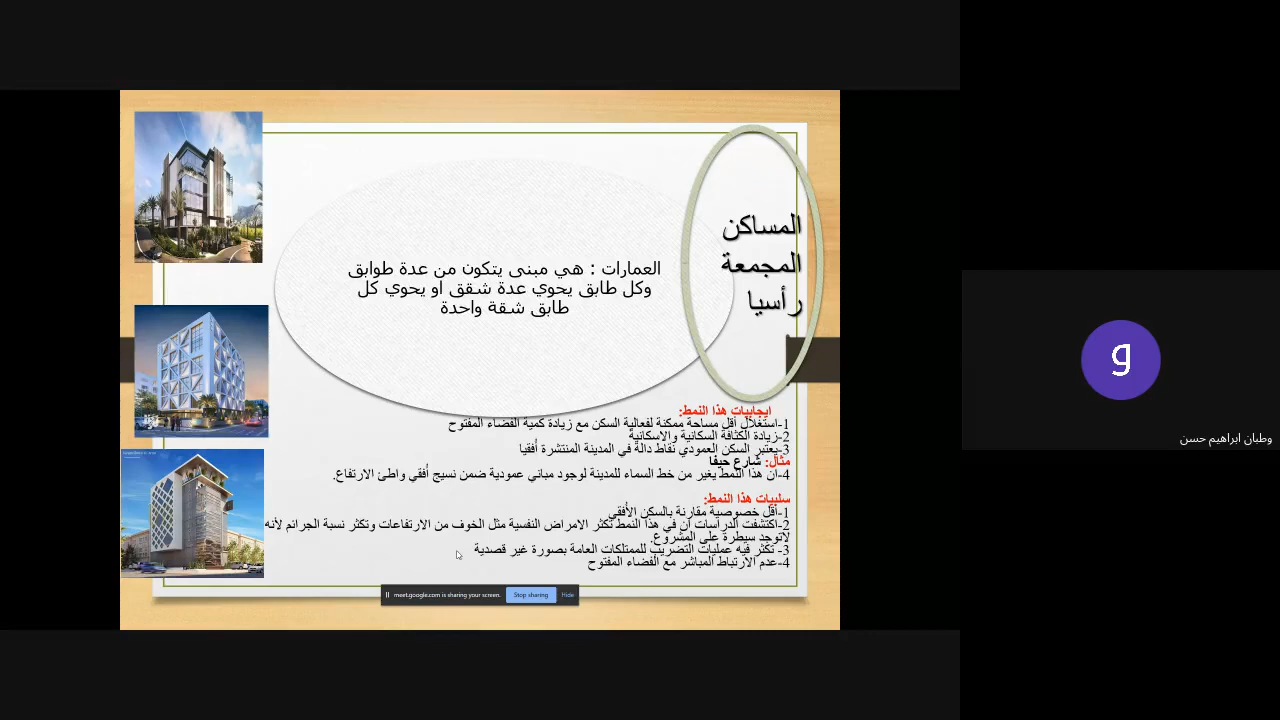 المساكن
المجمعة
رأسيا
العمارات : هي مبنى يتكون من عدة طوابق
وكل طابق يحوي عدة شقق او يحوي كل
طابق شقة واحدة
ايجابيات هذا النمط:
1-استغلال أقل مساحة ممكنة لفعالية السكن مع زيادة كمية الفضاء المفتوح
2-زيادة الكثافة السكانية والاسكانية
3-يعتبر السكن العمودي نقاط دالة في المدينة المنتشرة أفقيا
مثال: شارع حيفا
4-ان هذا النمط يغير من خط السماء للمدينة لوجود مباني عمودية ضمن نسيج أفقي واطئ الارتفاع.
سلبيات هذا النمط:
1-أقل خصوصية مقارنة بالسكن الأفقي
2-اكتشفت الدراسات ان في هذا النمط تكثر الامراض النفسية مثل الخوف من الارتفاعات وتكثر نسبة الجرائم لأنه
لاتوجد سيطرة على المشروع.
3- تكثر فيه عمليات التضريب للممتلكات العامة بصورة غير قصدية
4-عدم الارتباط المباشر مع الفضاء المفتوح
meet.google.com is sharing your screen. Stop sharing Hide
g
وطبان ابراهيم حسن